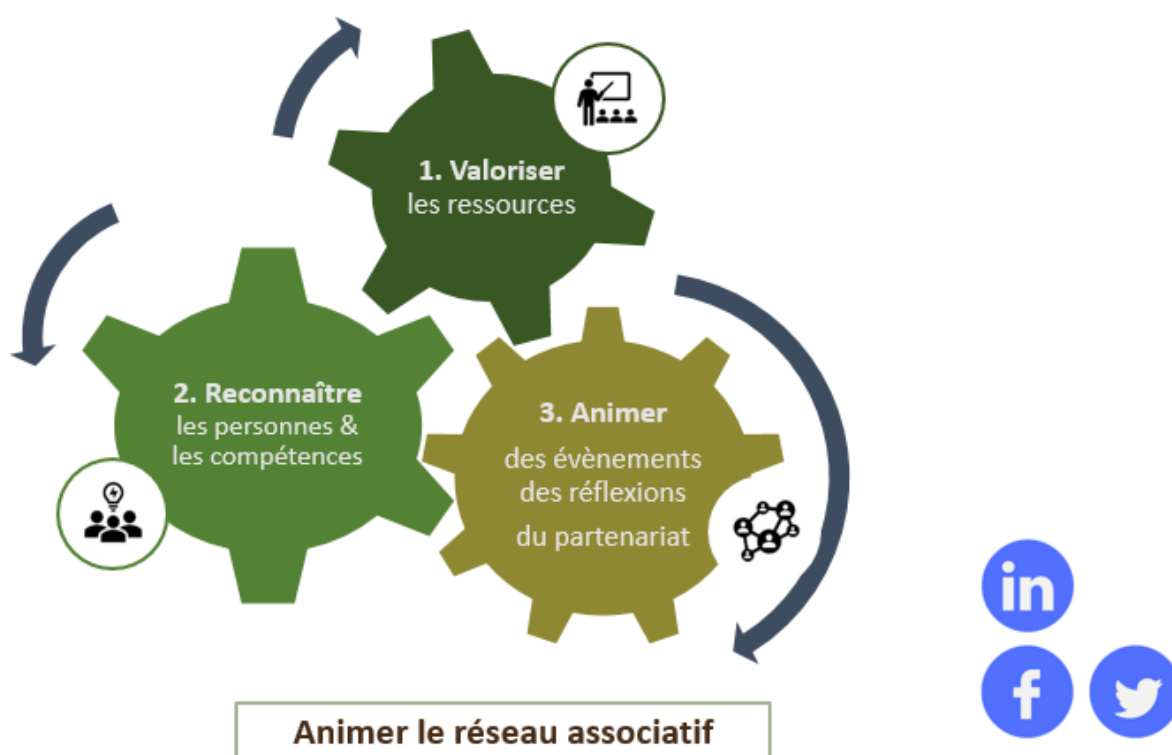 1. Valoriser
les ressources
2. Reconnaître
les personnes &
les compétences
3. Animer
des évènements
des réflexions
du partenariat
Animer le réseau associatif
in
f